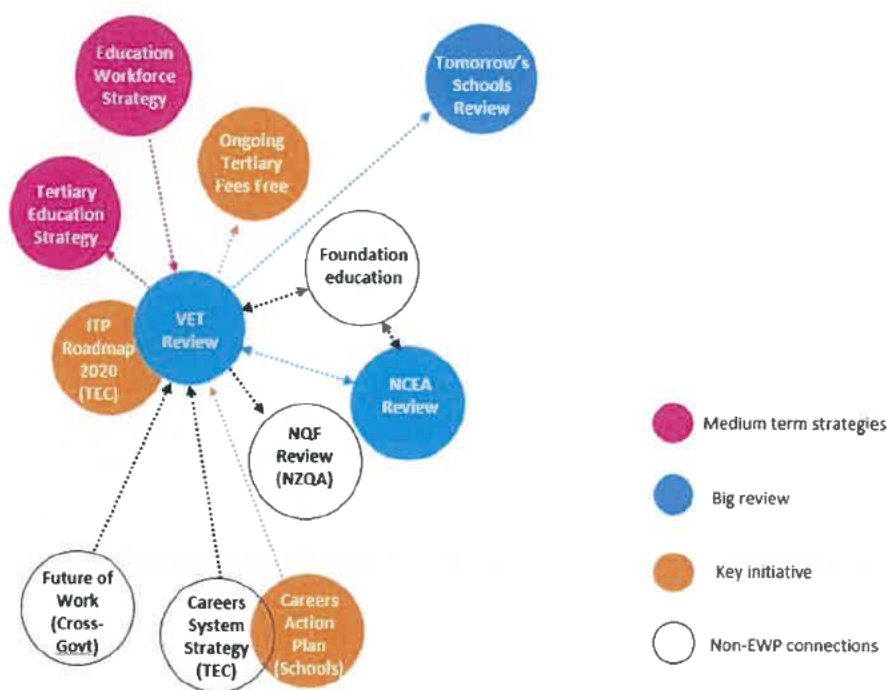 Education
Workforce
Strategy
Tomorrow's
Schools
Review
Ongoing
Tertiary
Fees Free
Tertiary
Education
Strategy
Foundation
education
VET
Review
ITP
Roadmap
2020
(TEC)
NCEA
Review
NQF
Review
(NZQA)
Future of
Work
(Cross-
Govt)
Careers
System
Strategy
(TEC)
Careers
Action
Plan
(Schools)
Medium term strategies
Big review
Key initiative
Non-EWP connections